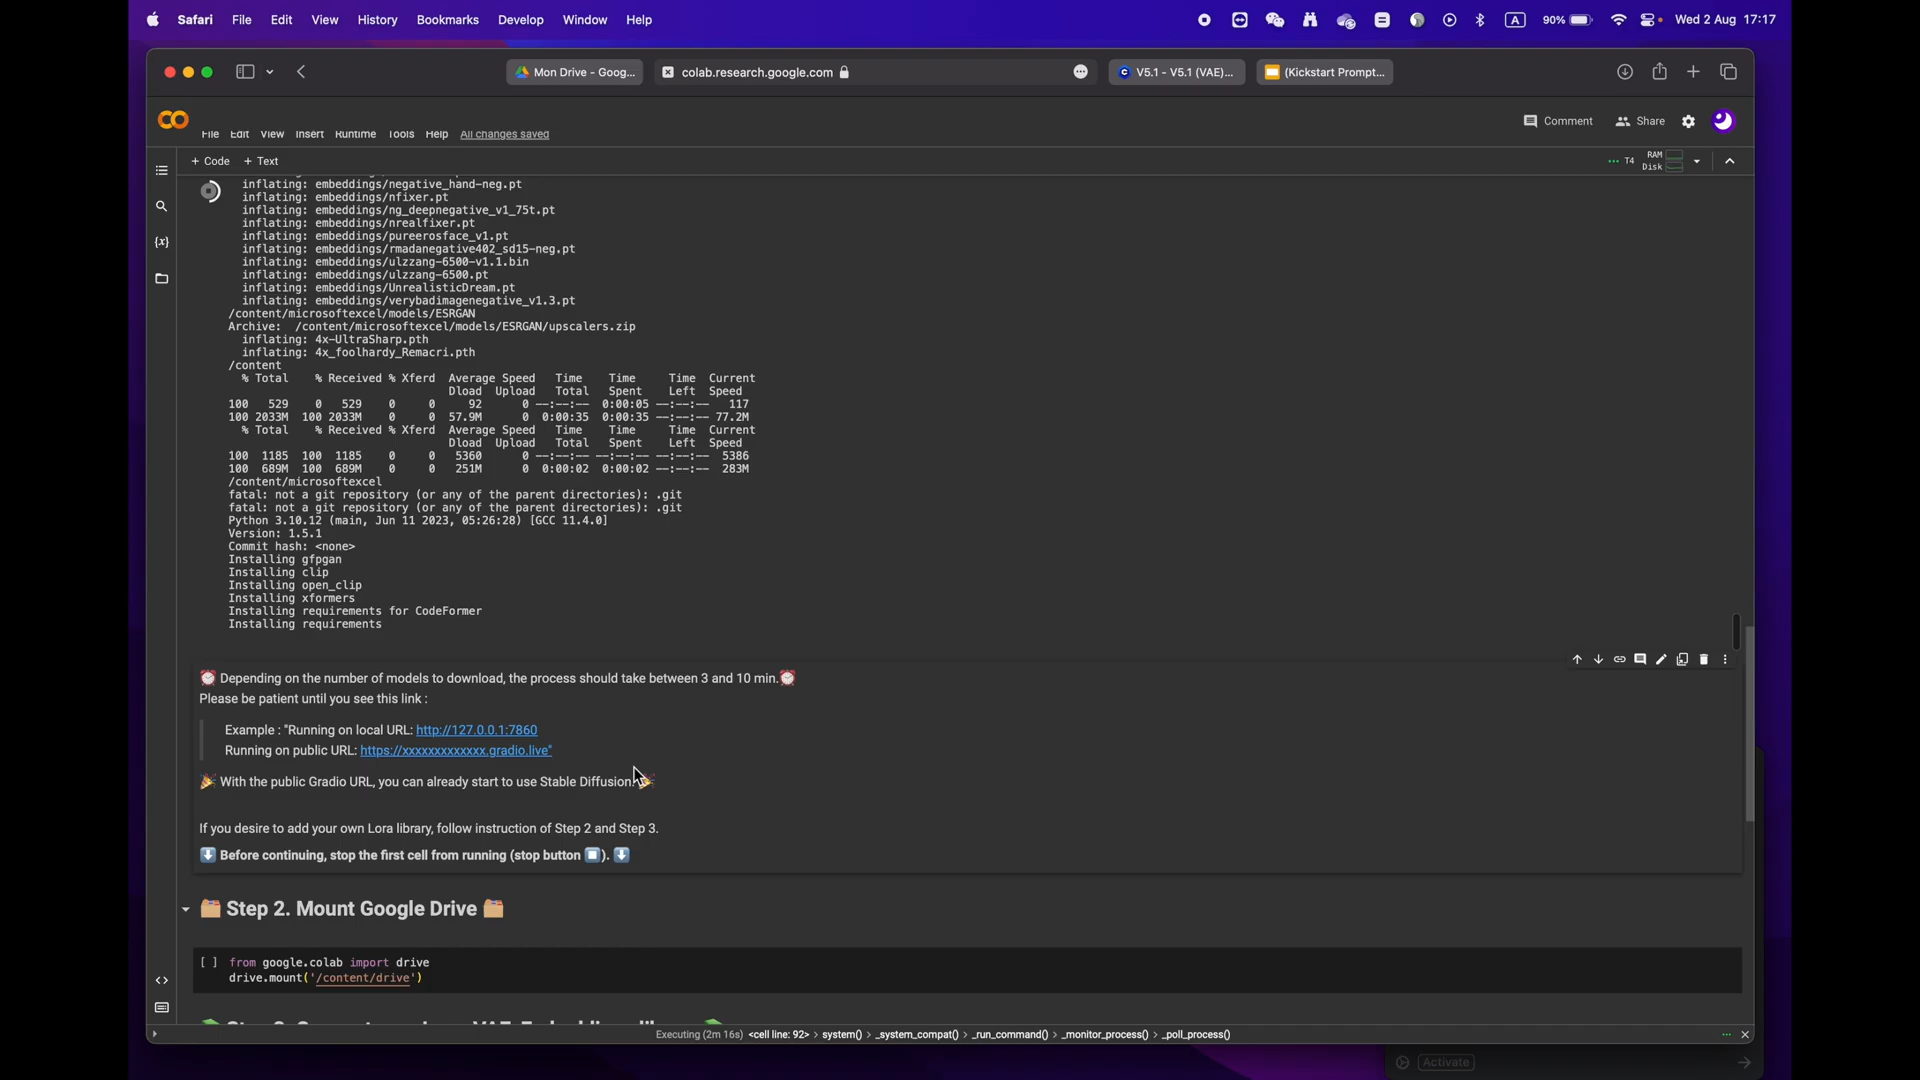 Safari File Edit View History Bookmarks Develop Window Help
A 90% Wed 2 Aug 17:17
Mon Drive - Goog... colab.research.google.com V5.1 - V5.1 (VAE)... (Kickstart Prompt...
File Edit View Insert Runtime Tools Help All changes saved
Comment Share
+ Code + Text
T4 RAM
Disk
inflating: embeddings/negative_hand-neg.pt
inflating: embeddings/nfixer.pt
inflating: embeddings/ng_deepnegative_v1_75t.pt
inflating: embeddings/nrealfixer.pt
inflating: embeddings/pureerosface_v1.pt
inflating: embeddings/rmadanegative402_sd15-neg.pt
inflating: embeddings/ulzzang-6500-v1.1.bin
inflating: embeddings/ulzzang-6500.pt
inflating: embeddings/UnrealisticDream.pt
inflating: embeddings/verybadimagenegative_v1.3.pt
/content/microsoftexcel/models/ESRGAN
Archive:  /content/microsoftexcel/models/ESRGAN/upscalers.zip
inflating: 4x-UltraSharp.pth
inflating: 4x_foolhardy_Remacri.pth
/content
% Total % Received % Xferd Average Speed Time Time Time Current
Dload Upload Total Spent Left Speed
100 529 0 529 0 0 92 0 --:--:-- 0:00:05 --:--:-- 117
100 2033M 100 2033M 0 0 57.9M 0 0:00:35 0:00:35 --:--:-- 77.2M
% Total % Received % Xferd Average Speed Time Time Time Current
Dload Upload Total Spent Left Speed
100 1185 100 1185 0 0 5360 0 --:--:-- --:--:-- --:--:-- 5386
100 689M 100 689M 0 0 251M 0 0:00:02 0:00:02 --:--:-- 283M
/content/microsoftexcel
fatal: not a git repository (or any of the parent directories): .git
fatal: not a git repository (or any of the parent directories): .git
Python 3.10.12 (main, Jun 11 2023, 05:26:28) [GCC 11.4.0]
Version: 1.5.1
Commit hash: <none>
Installing gfpgan
Installing clip
Installing open_clip
Installing xformers
Installing requirements for CodeFormer
Installing requirements
⏰ Depending on the number of models to download, the process should take between 3 and 10 min.⏰
Please be patient until you see this link :
Example : "Running on local URL: http://127.0.0.1:7860
Running on public URL: https://xxxxxxxxxxxxx.gradio.live"
🎉 With the public Gradio URL, you can already start to use Stable Diffusion! 🎉
If you desire to add your own Lora library, follow instruction of Step 2 and Step 3.
⬇️ Before continuing, stop the first cell from running (stop button ⏹️). ⬇️
🗂️ Step 2. Mount Google Drive 🗂️
[ ] from google.colab import drive
drive.mount('/content/drive')
Executing (2m 16s) <cell line: 92> > system() > _system_compat() > _run_command() > _monitor_process() > _poll_process()
Activate